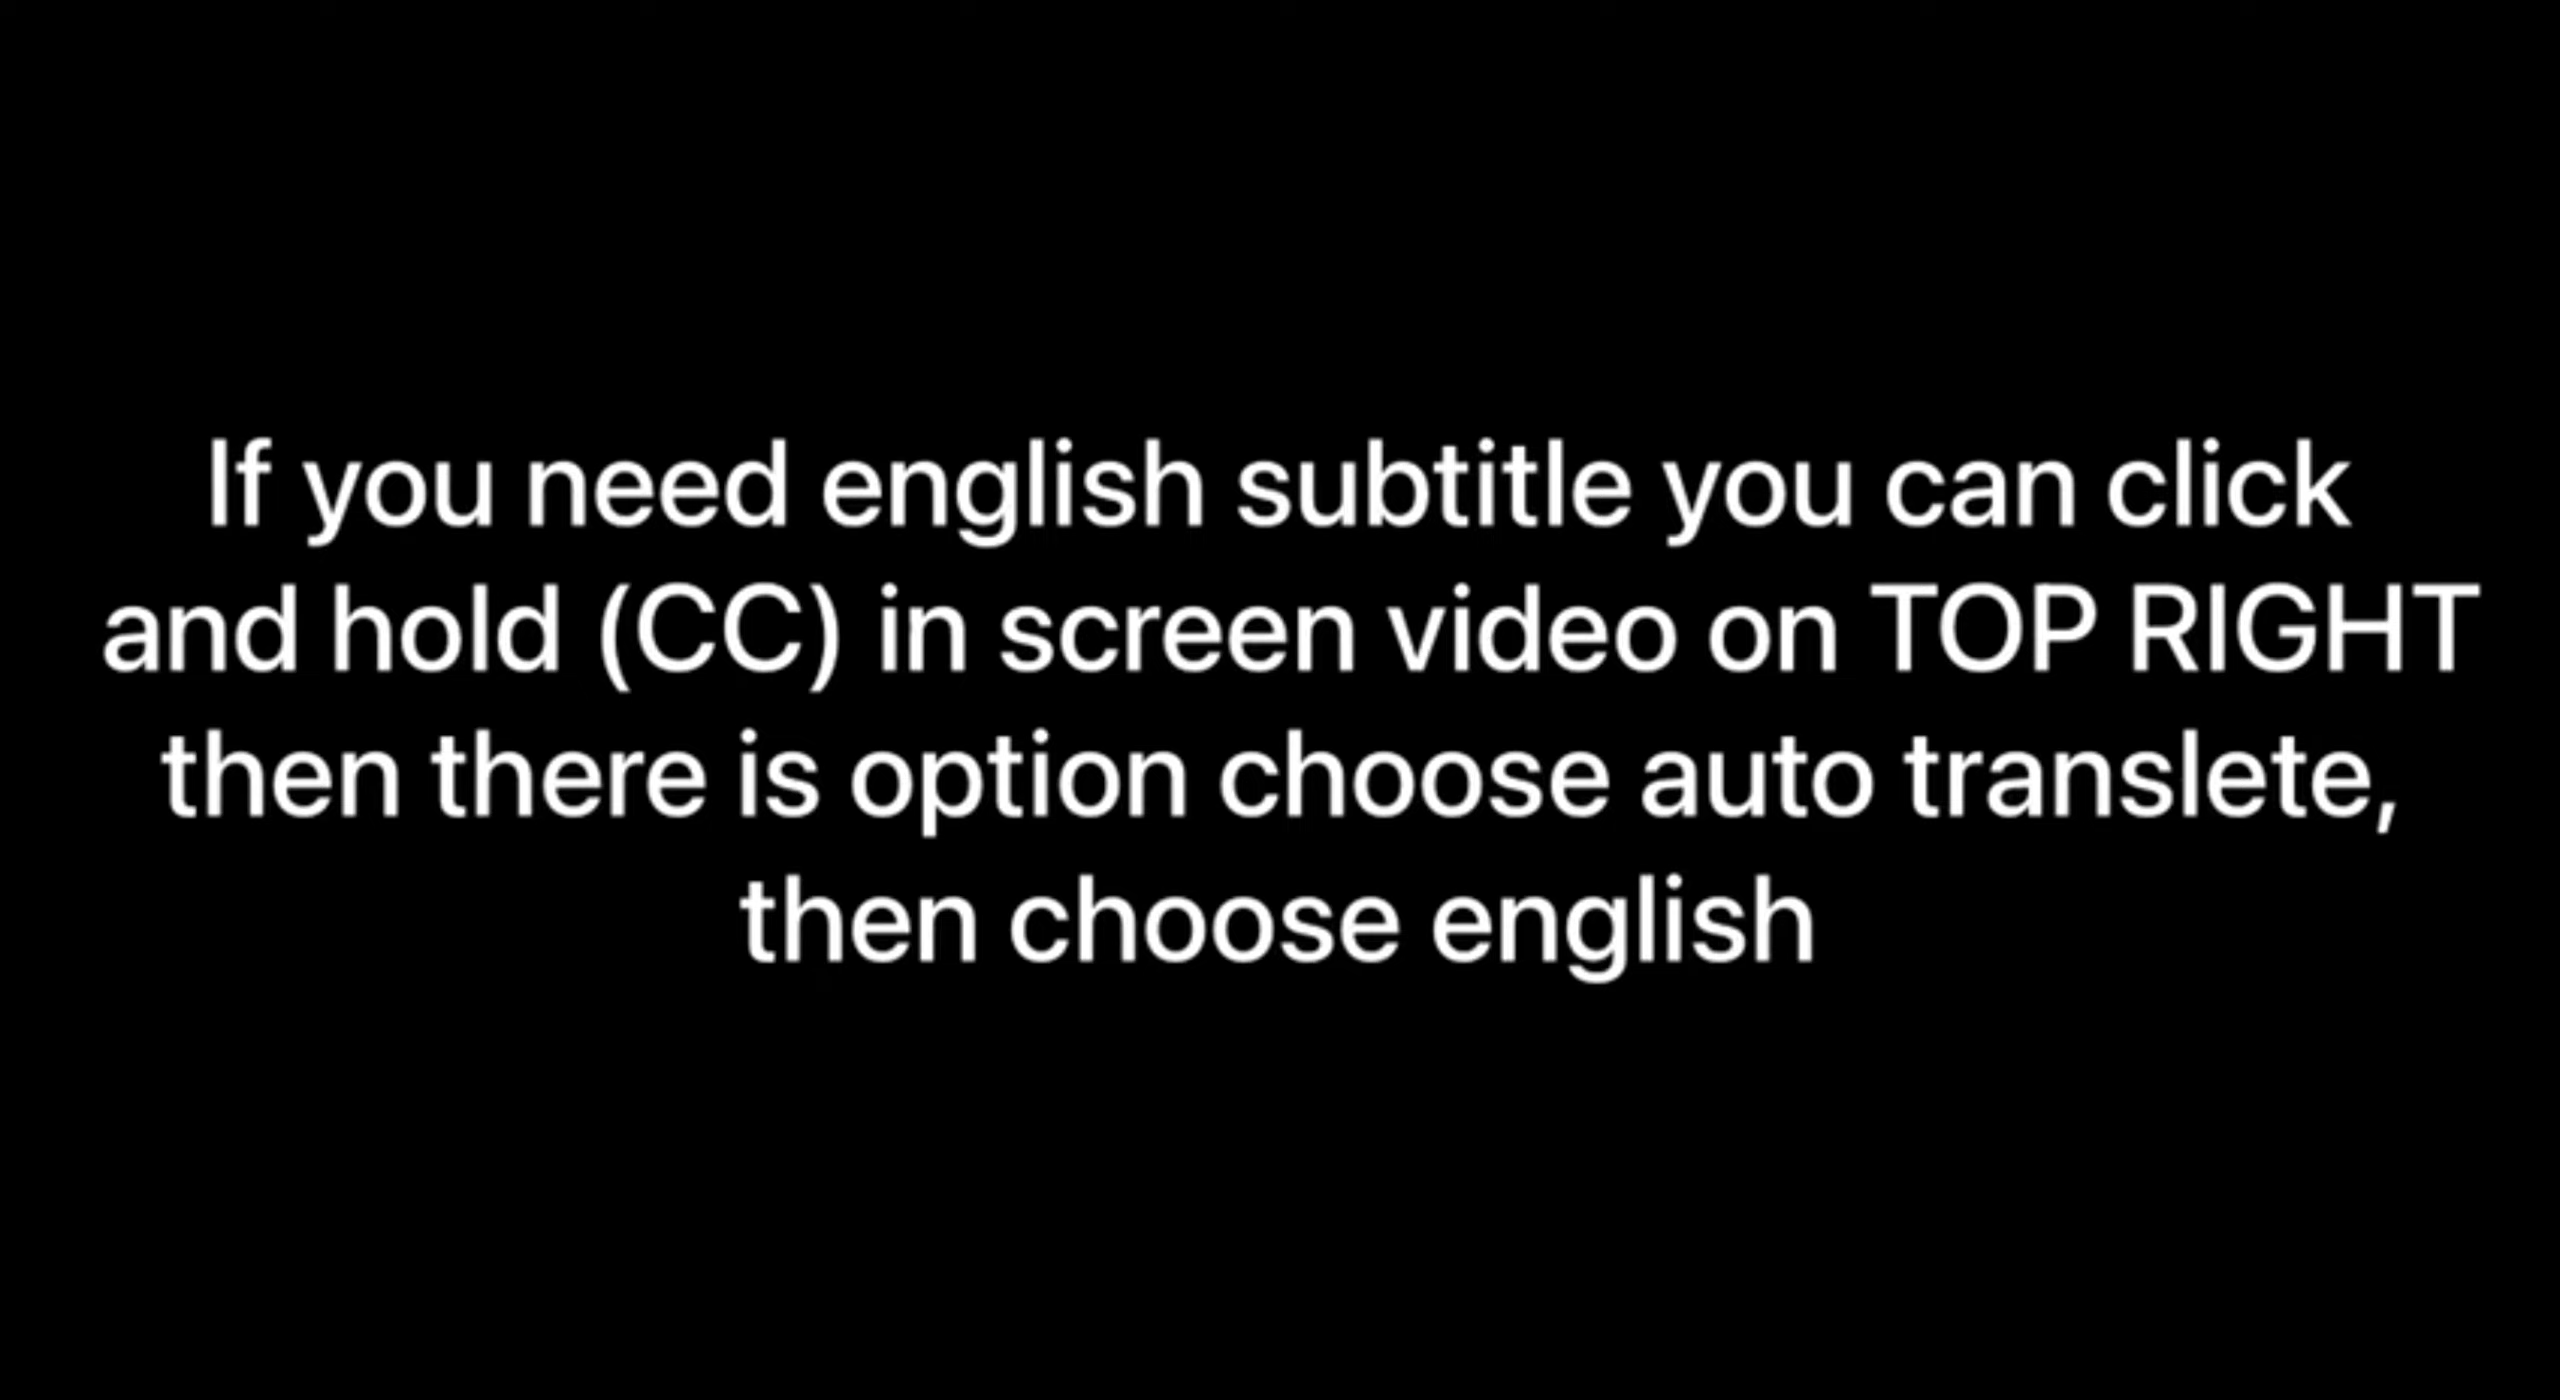 If you need english subtitle you can click
and hold (CC) in screen video on TOP RIGHT
then there is option choose auto translete,
then choose english